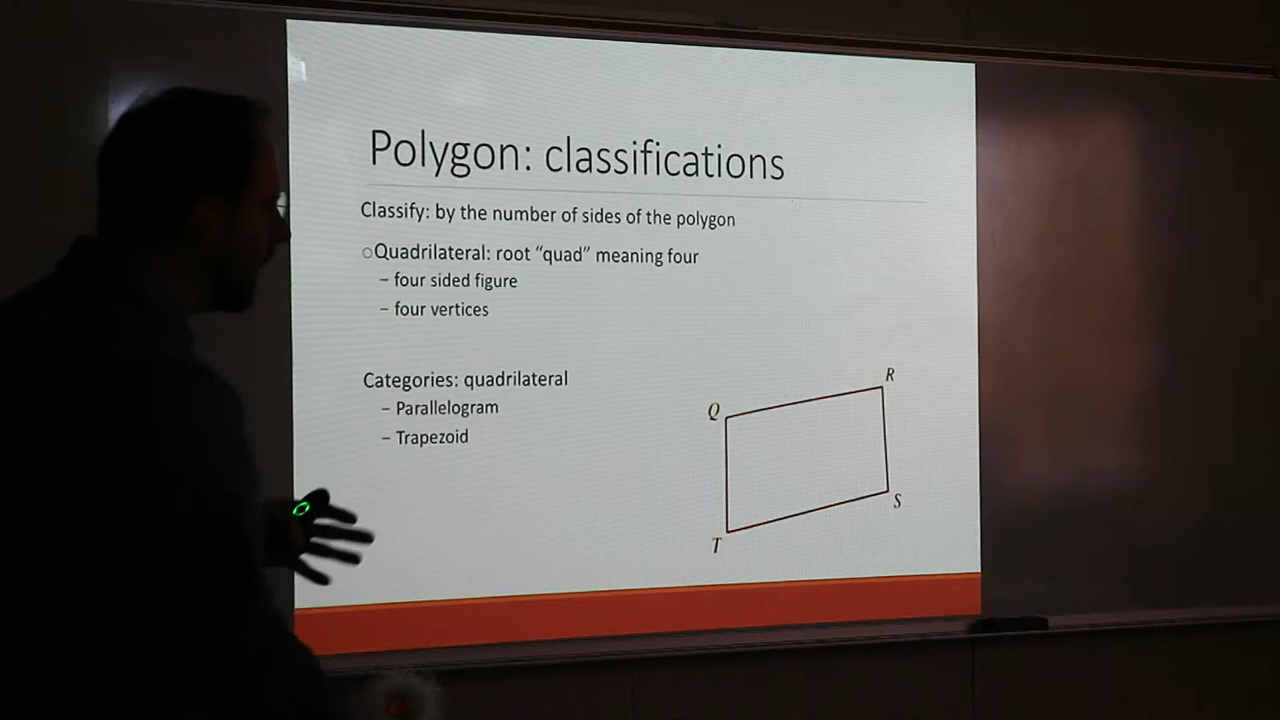 Polygon: classifications
Classify: by the number of sides of the polygon
○Quadrilateral: root “quad” meaning four
– four sided figure
– four vertices
Categories: quadrilateral
– Parallelogram
– Trapezoid
R
Q
S
T